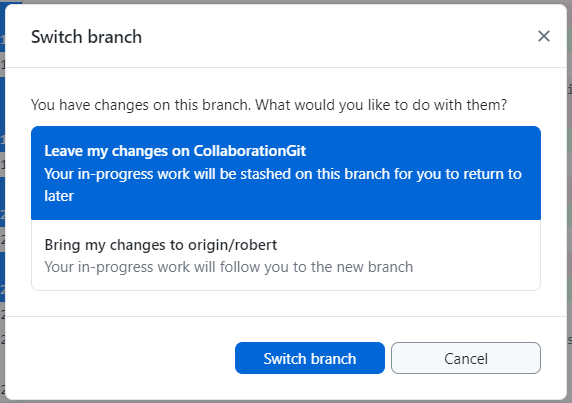 Switch branch
You have changes on this branch. What would you like to do with them?
Leave my changes on CollaborationGit
Your in-progress work will be stashed on this branch for you to return to
later
Bring my changes to origin/robert
Your in-progress work will follow you to the new branch
Switch branch
Cancel